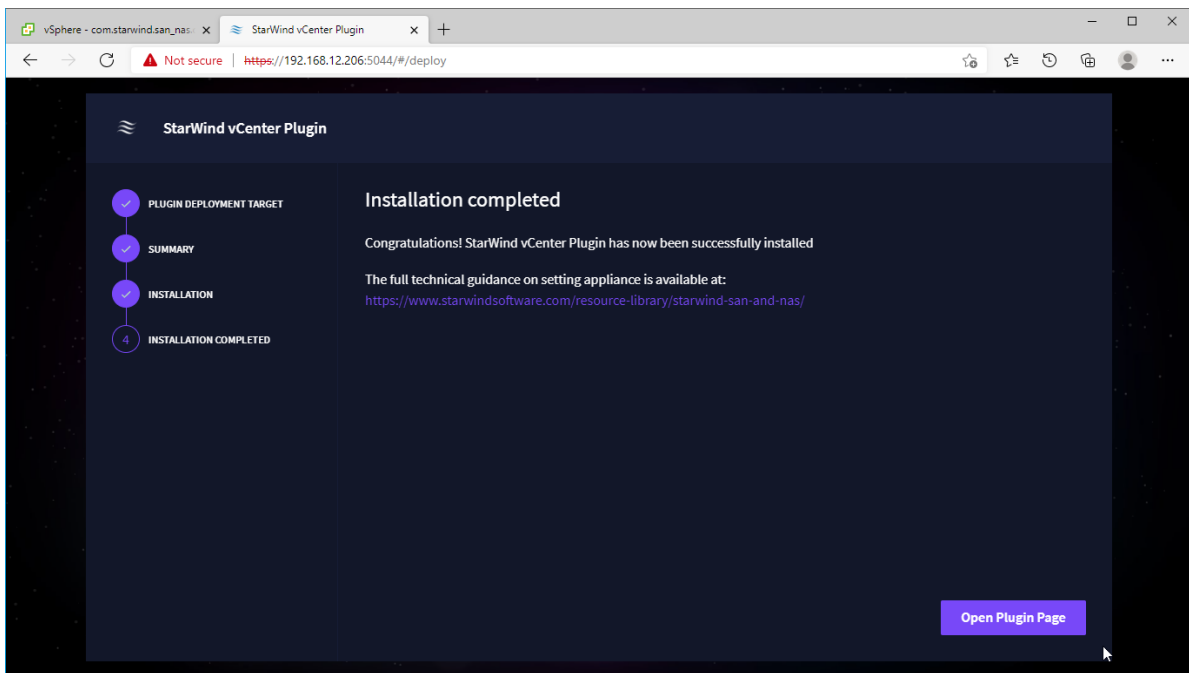 vSphere - com.starwind.san_nas.
StarWind vCenter Plugin
Not secure | https://192.168.12.206:5044/#/deploy
StarWind vCenter Plugin
PLUGIN DEPLOYMENT TARGET
SUMMARY
INSTALLATION
4 INSTALLATION COMPLETED
Installation completed
Congratulations! StarWind vCenter Plugin has now been successfully installed
The full technical guidance on setting appliance is available at:
https://www.starwindsoftware.com/resource-library/starwind-san-and-nas/
Open Plugin Page